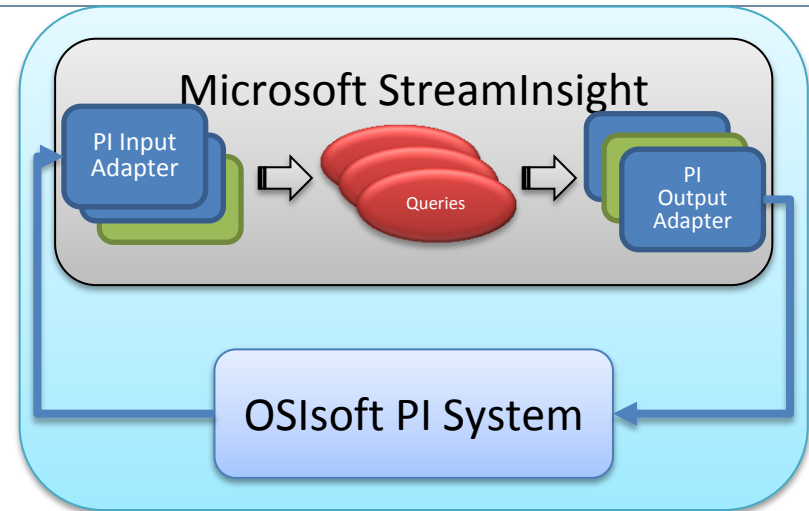 Microsoft StreamInsight
PI Input
Adapter
Queries
PI
Output
Adapter
OSIsoft PI System